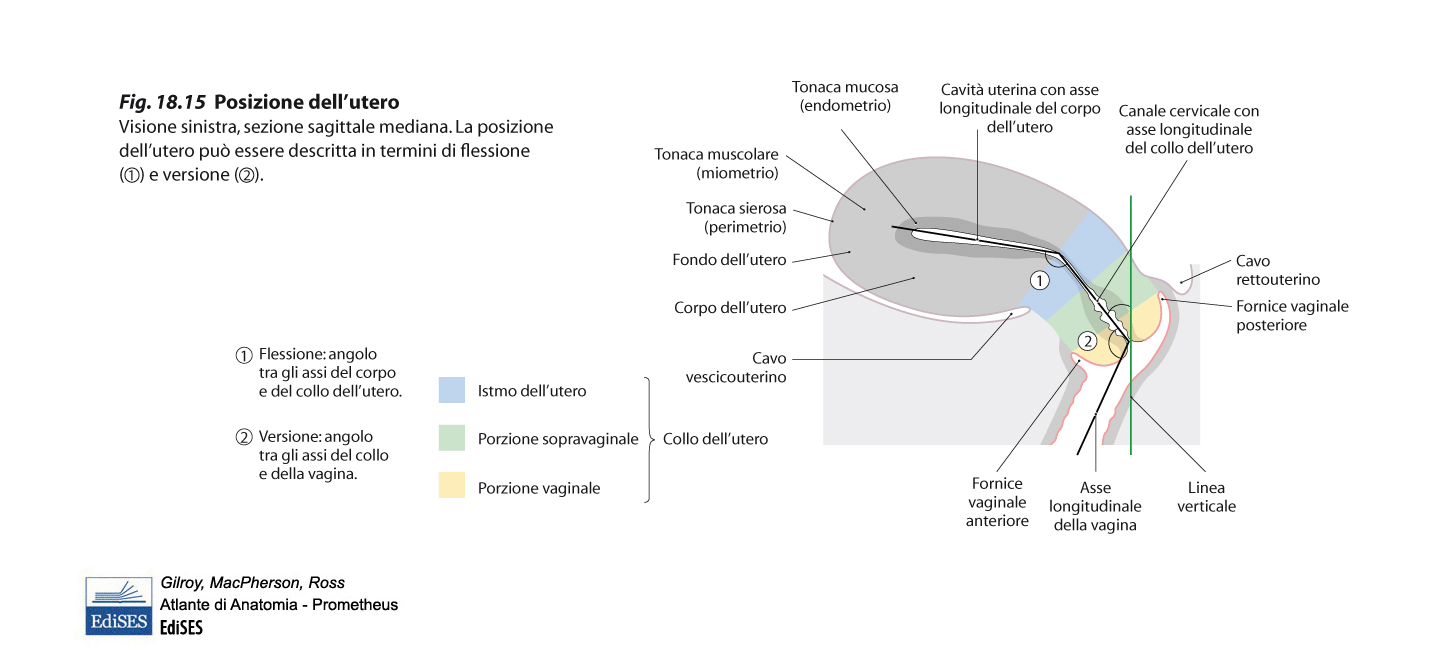 Fig. 18.15 Posizione dell’utero
Visione sinistra, sezione sagittale mediana. La posizione
dell’utero può essere descritta in termini di flessione
(①) e versione (②).
Tonaca mucosa
(endometrio)
Cavità uterina con asse
longitudinale del corpo
dell’utero
Canale cervicale con
asse longitudinale
del collo dell’utero
Tonaca muscolare
(miometrio)
Tonaca sierosa
(perimetrio)
Fondo dell’utero
Corpo dell’utero
Cavo
vescicouterino
Cavo
rettouterino
Fornice vaginale
posteriore
1
2
① Flessione: angolo
tra gli assi del corpo
e del collo dell’utero.
② Versione: angolo
tra gli assi del collo
e della vagina.
Istmo dell’utero
Porzione sopravaginale
Porzione vaginale
Collo dell’utero
Fornice
vaginale
anteriore
Asse
longitudinale
della vagina
Linea
verticale
EdiSES
Gilroy, MacPherson, Ross
Atlante di Anatomia - Prometheus
EdiSES